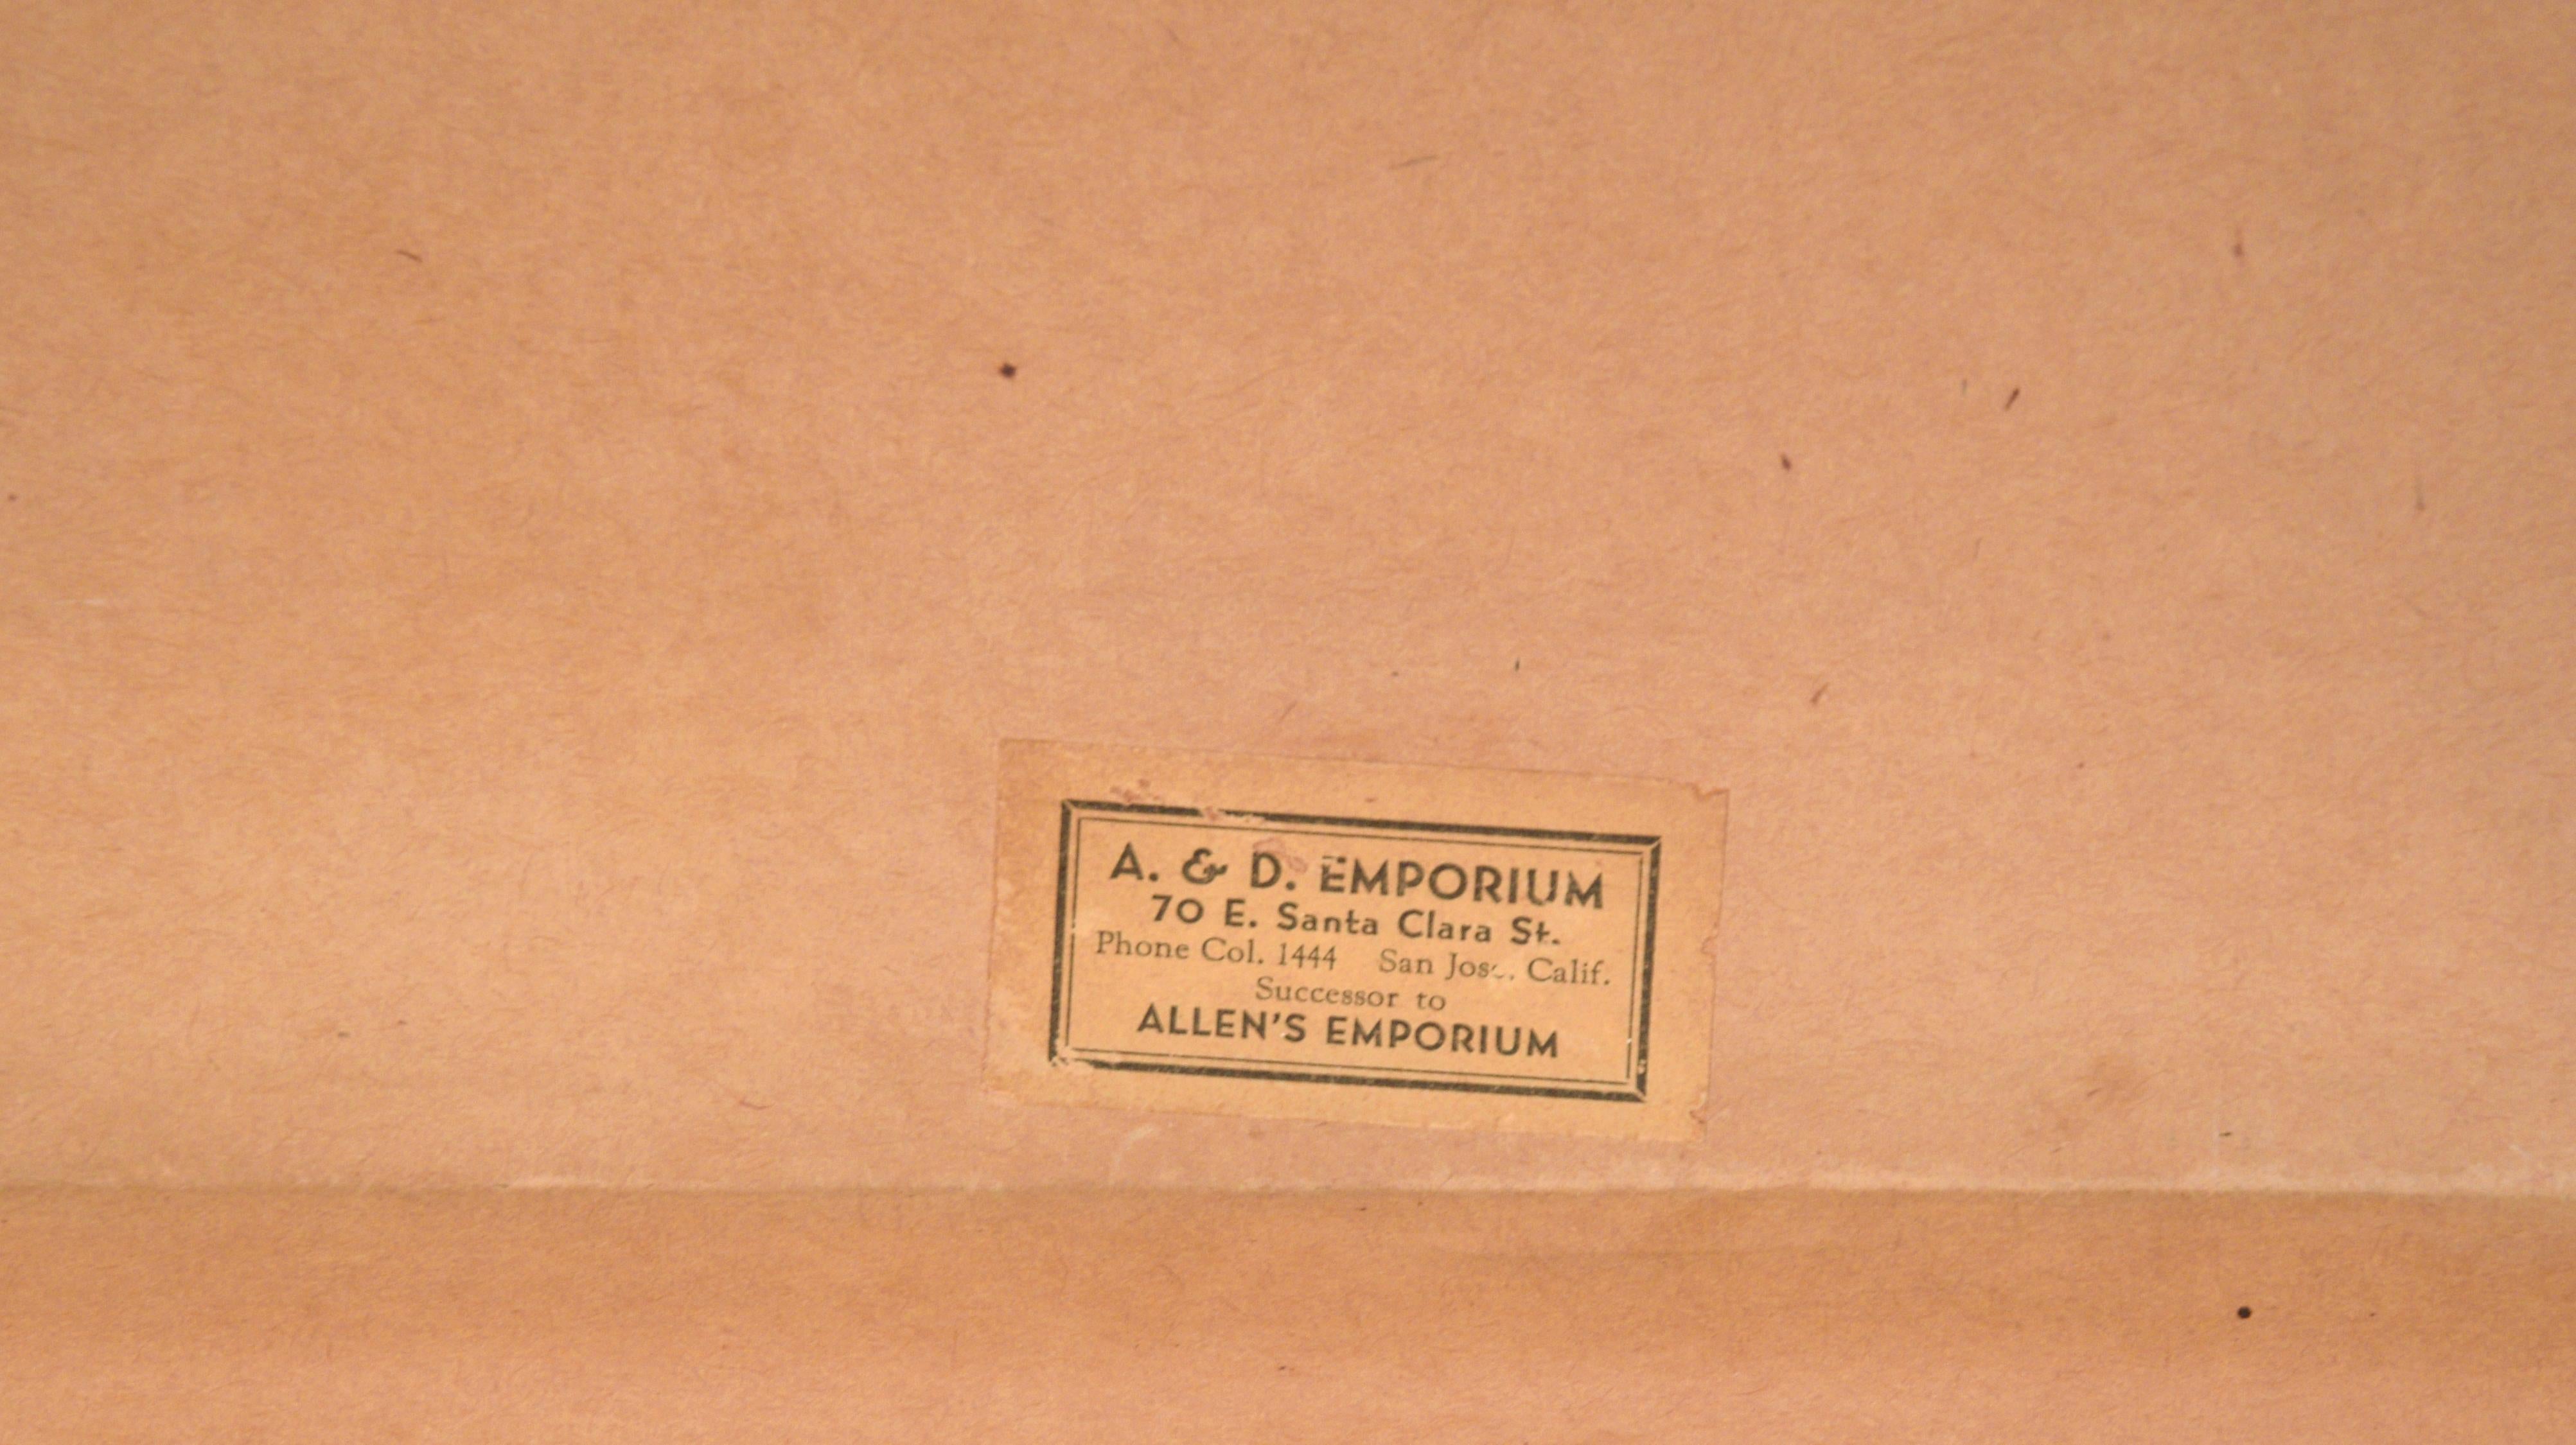 A. & D. EMPORIUM
70 E. Santa Clara St.
Phone Col. 1444 San Jose, Calif.
Successor to
ALLEN'S EMPORIUM